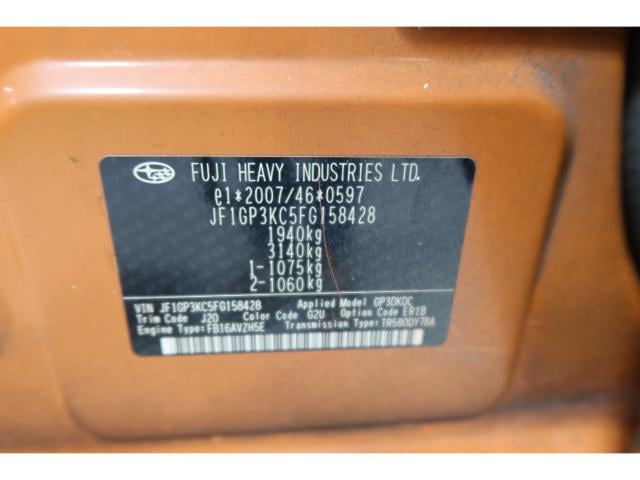 FUJI HEAVY INDUSTRIES LTD.
e1*2007/46*0597
JF1GP3KC5FG158428
1940kg
3140kg
1-1075kg
2-1060kg
VIN JF1GP3KC5FG158428 Applied Model GP3DKDC
Trim Code J20 Color Code G2U Option Code ER1B
Engine Type:FB16AVZH5E Transmission Type:TR580DY7BA